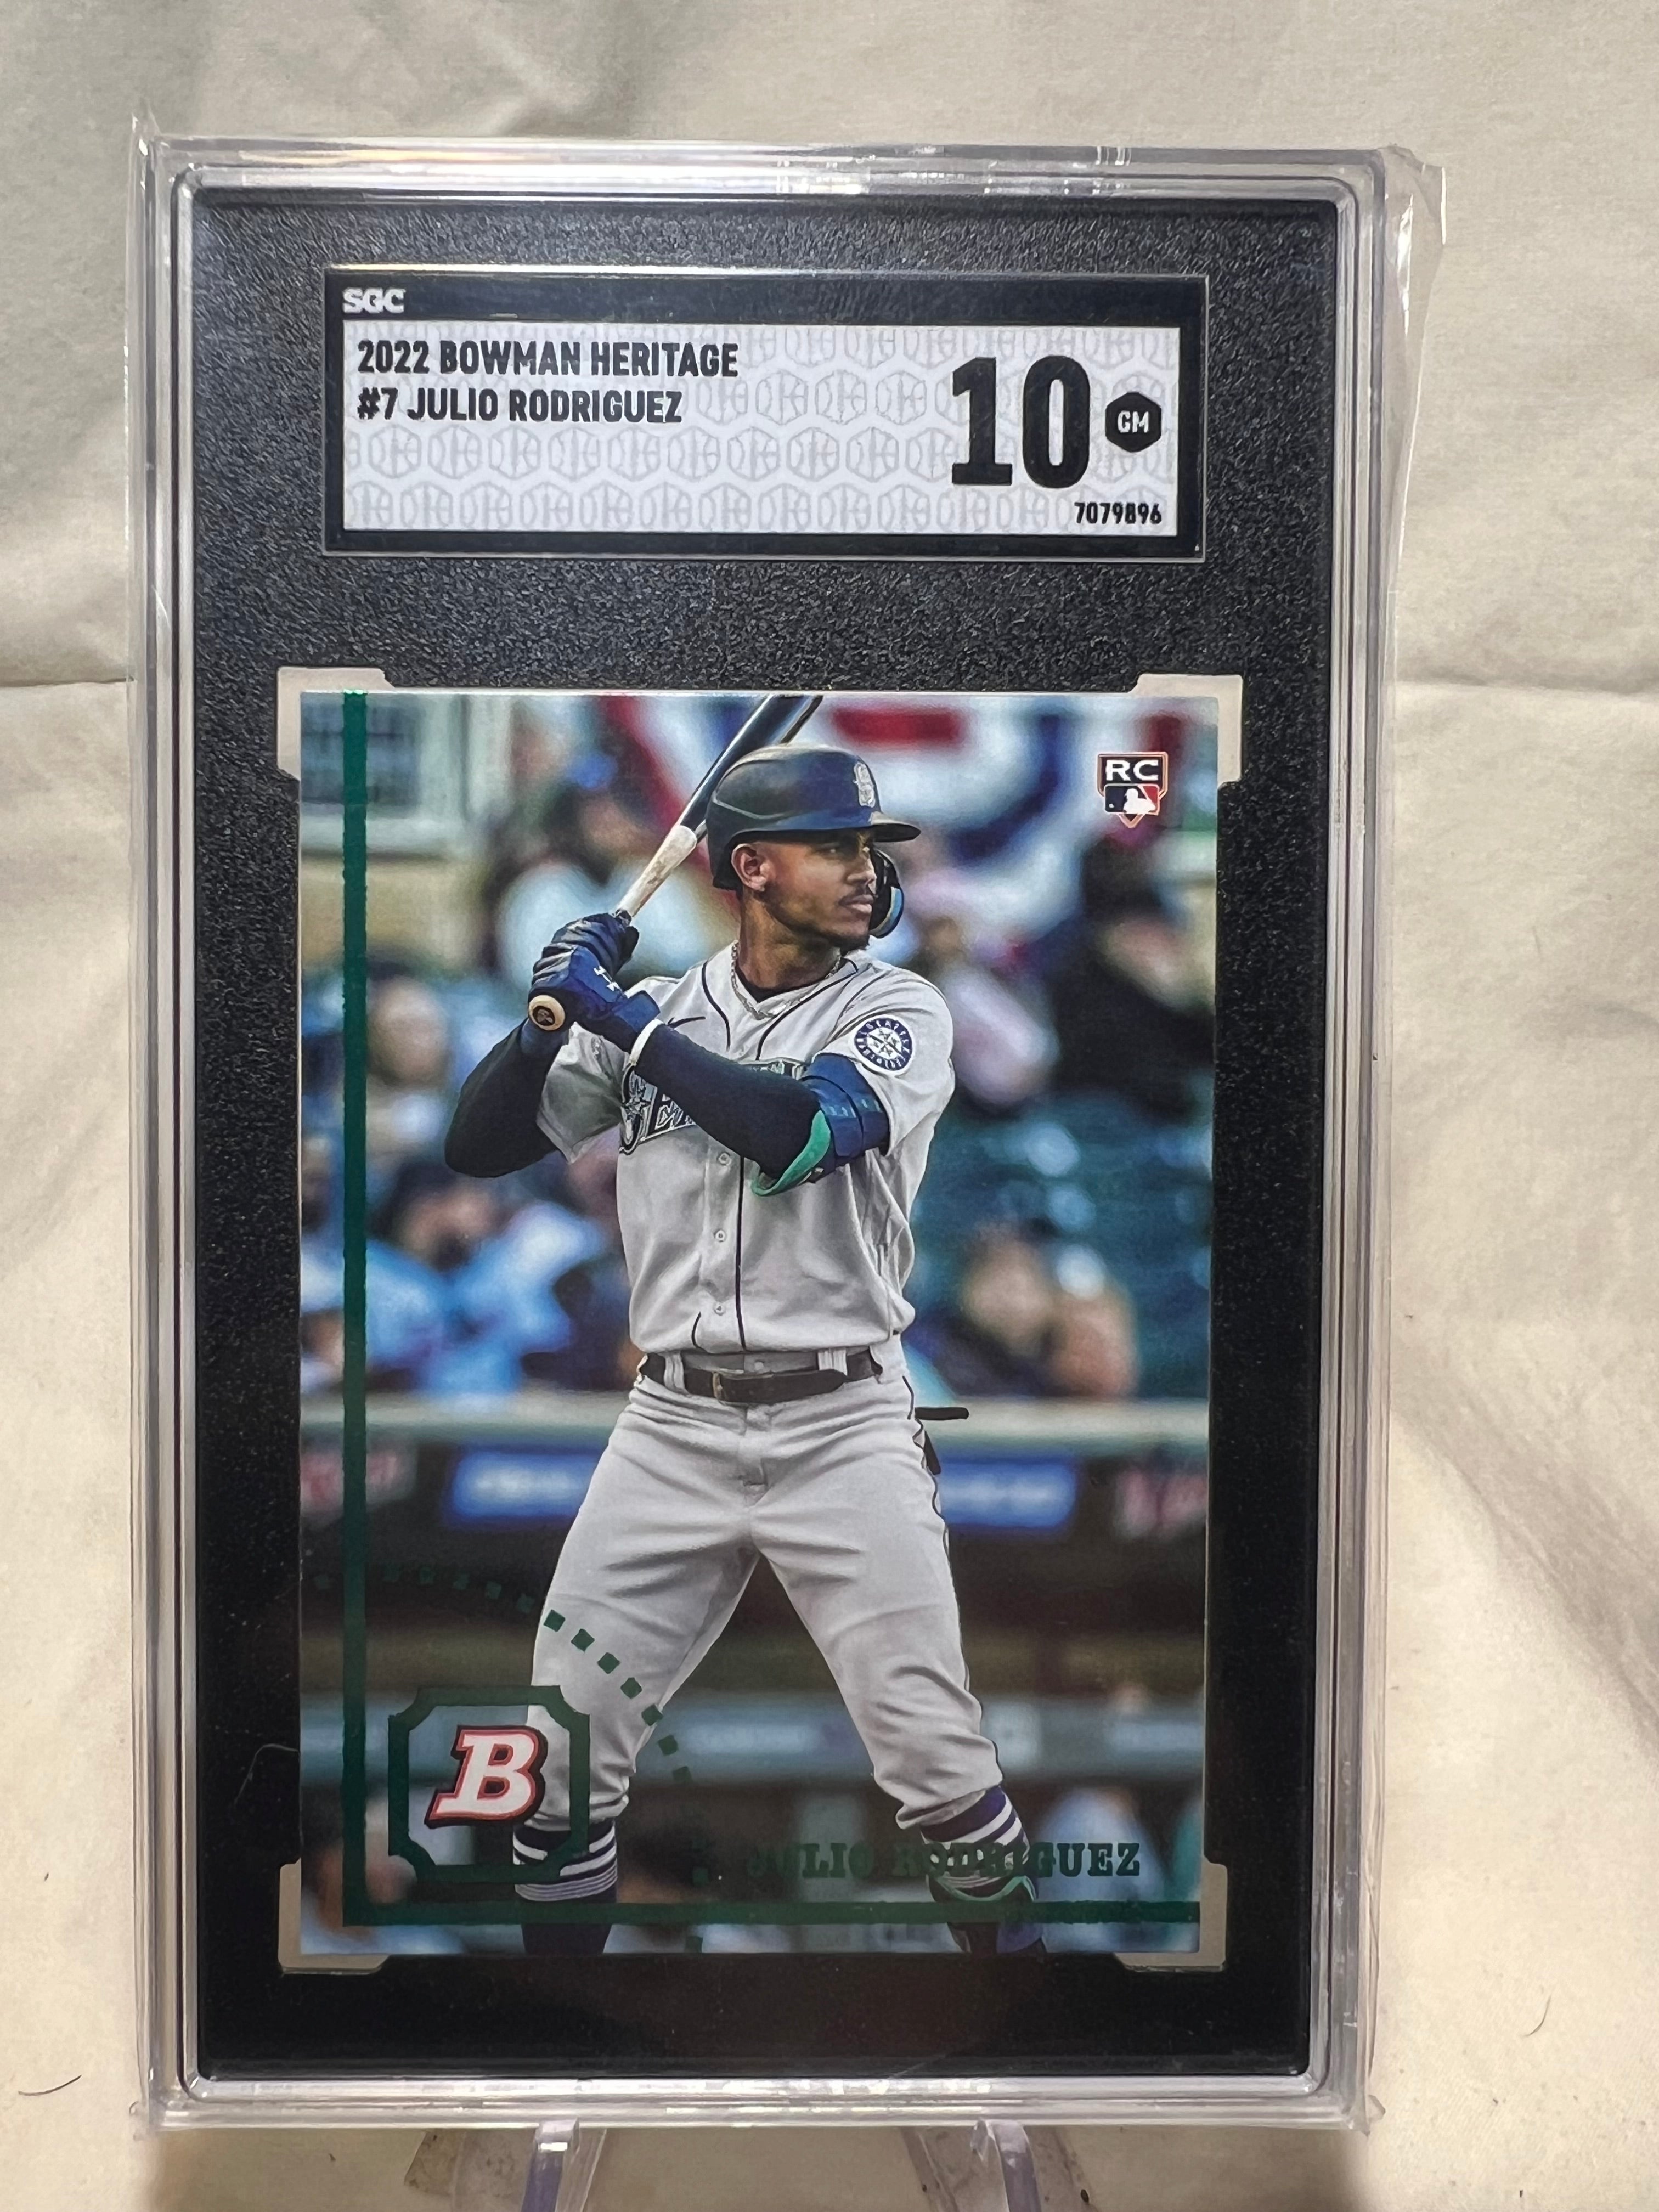 SGC
2022 BOWMAN HERITAGE
#7 JULIO RODRIGUEZ
10 GM
7079896
RC
B
JULIO RODRIGUEZ